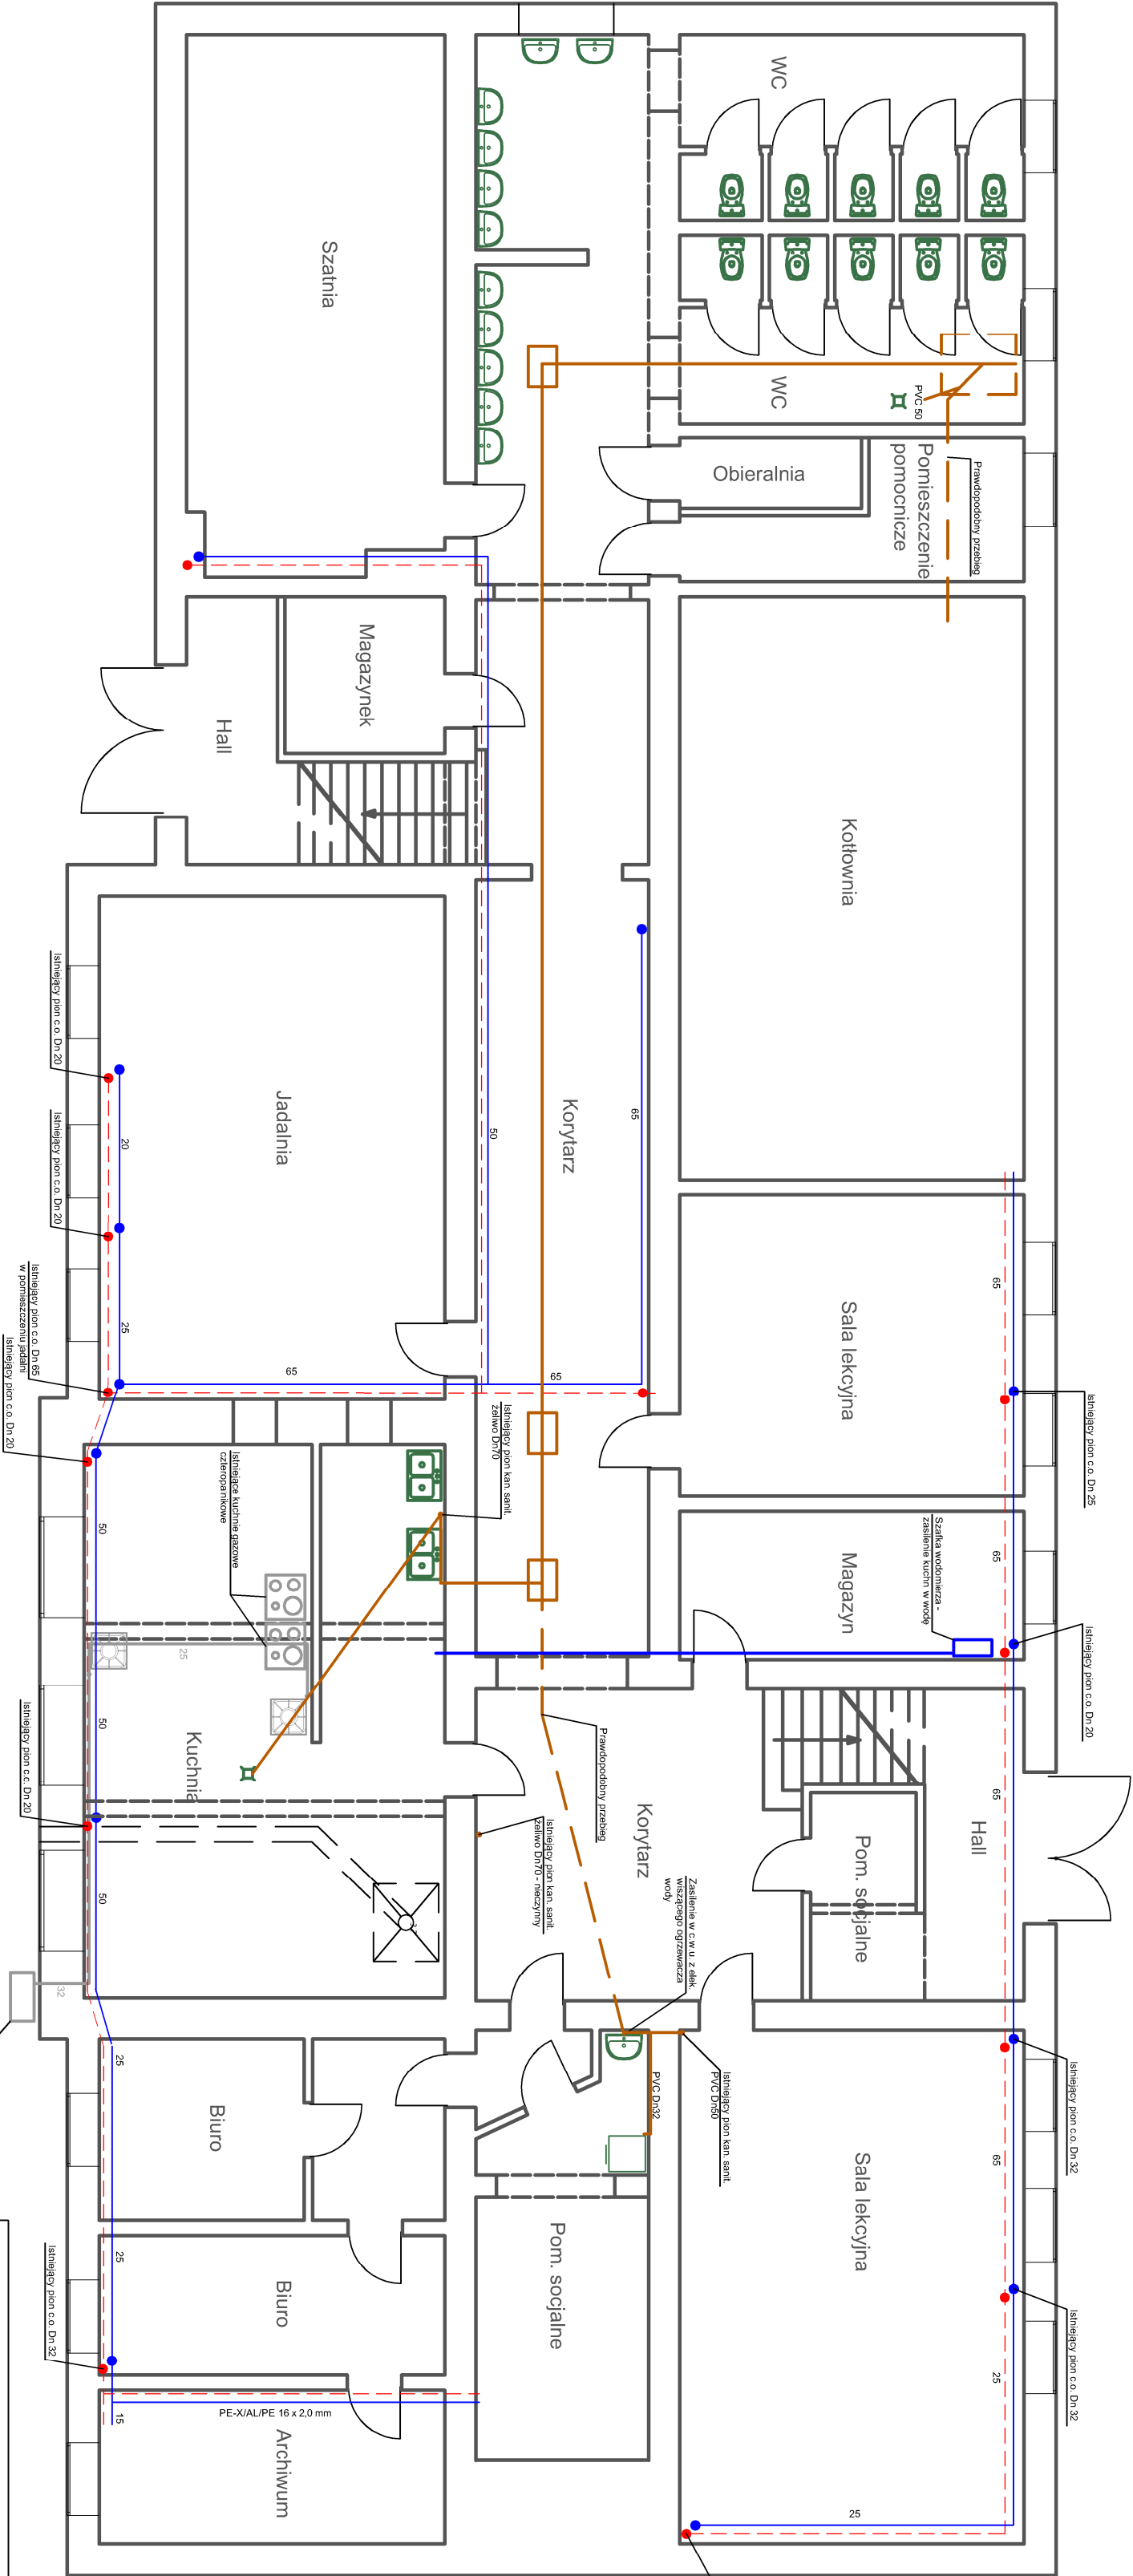 WC
WC
PVC 50
Obieralnia
Pomieszczenie
pomocnicze
Prawdopodobny przebieg
Szatnia
Magazynek
Hall
Kotłownia
Korytarz
65
50
Jadalnia
20
25
65
65
Istniejący pion c.o. Dn 20
Istniejący pion c.o. Dn 20
Istniejący pion c.o. Dn 65
w pomieszczeniu jadalni
Istniejący pion c.o. Dn 20
Sala lekcyjna
65
Istniejący pion c.o. Dn 25
Istniejący pion kan. sanit.
żeliwo Dn70
Istniejące kuchnie gazowe
czteropalnikowe
Magazyn
65
Szafka wodomierza -
zasilenie kuchn w wodę
Istniejący pion c.o. Dn 20
50
25
50
Kuchnia
50
Istniejący pion c.c. Dn 20
32
Prawdopodobny przebieg
Istniejący pion kan. sanit.
żeliwo Dn70 - nieczynny
Korytarz
Zasilenie w c.w.u. z elek.
wiszącego ogrzewacza
wody
Hall
65
Pom. socjalne
Istniejący pion kan. sanit.
PVC Dn50
PVC Dn32
Istniejący pion c.o. Dn 32
65
Sala lekcyjna
Istniejący pion c.o. Dn 32
25
25
Pom. socjalne
25
Biuro
25
Biuro
Istniejący pion c.o. Dn 32
15
PE-X/AL/PE 16 x 2,0 mm
Archiwum